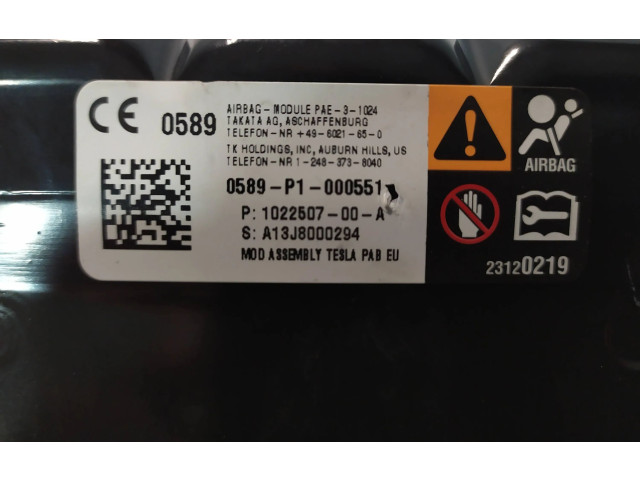 CE 0589
AIRBAG-MODULE PAE-3-1024
TAKATA AG, ASCHAFFENBURG
TELEFON-NR +49-6021-65-0
TK HOLDINGS, INC, AUBURN HILLS, US
TELEFON-NR 1-248-373-8040
0589-P1-000551
P: 1022507-00-A
S: A13J8000294
MOD ASSEMBLY TESLA PAB EU
AIRBAG
23120219